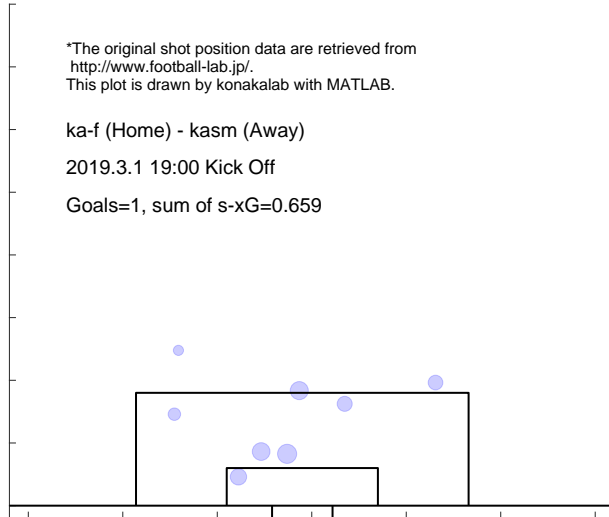 *The original shot position data are retrieved from
http://www.football-lab.jp/.
This plot is drawn by konakalab with MATLAB.
ka-f (Home) - kasm (Away)
2019.3.1 19:00 Kick Off
Goals=1, sum of s-xG=0.659